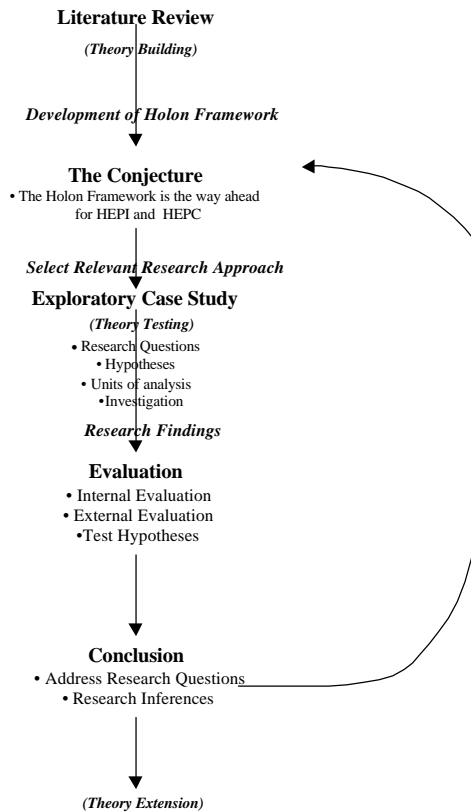 Literature Review
(Theory Building)
Development of Holon Framework
The Conjecture
• The Holon Framework is the way ahead
for HEPI and HEPC
Select Relevant Research Approach
Exploratory Case Study
(Theory Testing)
• Research Questions
• Hypotheses
• Units of analysis
•Investigation
Research Findings
Evaluation
• Internal Evaluation
• External Evaluation
•Test Hypotheses
Conclusion
• Address Research Questions
• Research Inferences
(Theory Extension)